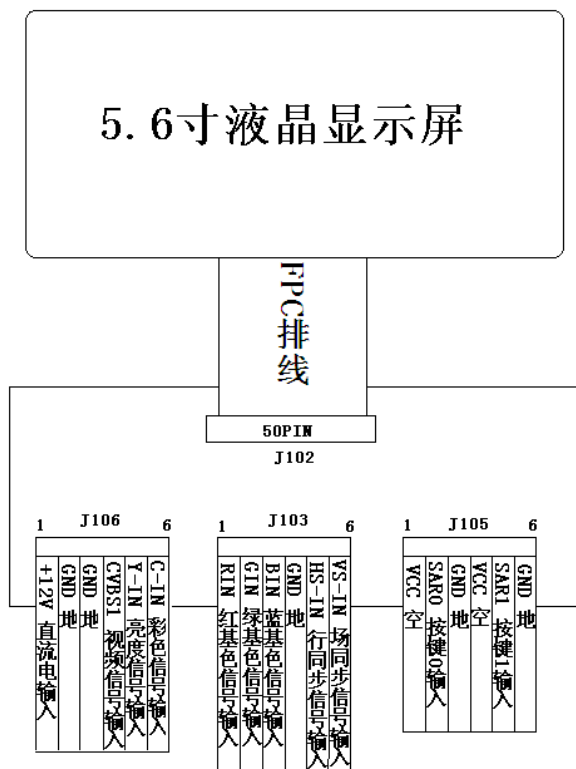 5.6寸液晶显示屏
FPC排线
50PIN
J102
1 J106 6
+12V 直流电输入
GND 地
GND 地
CVBS1 视频信号输入
Y-IN 亮度信号输入
C-IN 彩色信号输入
1 J103 6
RIN 红基色信号输入
GIN 绿基色信号输入
BIN 蓝基色信号输入
GND 地
HS-IN 行同步信号输入
VS-IN 场同步信号输入
1 J105 6
VCC 空
SAR0 按键0输入
GND 地
VCC 空
SAR1 按键1输入
GND 地